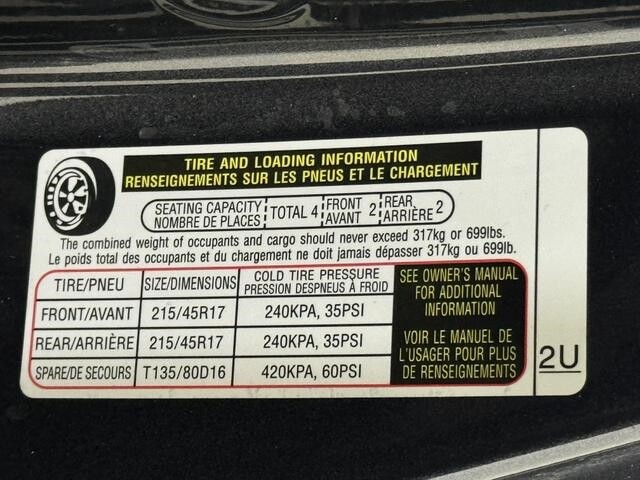 TIRE AND LOADING INFORMATION
RENSEIGNEMENTS SUR LES PNEUS ET LE CHARGEMENT
SEATING CAPACITY TOTAL 4 FRONT 2 REAR 2
NOMBRE DE PLACES AVANT ARRIÈRE
The combined weight of occupants and cargo should never exceed 317kg or 699lbs.
Le poids total des occupants et du chargement ne doit jamais dépasser 317kg ou 699lb.
TIRE/PNEU SIZE/DIMENSIONS COLD TIRE PRESSURE
PRESSION DESPNEUS À FROID
FRONT/AVANT 215/45R17 240KPA, 35PSI
REAR/ARRIÈRE 215/45R17 240KPA, 35PSI
SPARE/DE SECOURS T135/80D16 420KPA, 60PSI
SEE OWNER'S MANUAL
FOR ADDITIONAL
INFORMATION
VOIR LE MANUEL DE
L'USAGER POUR PLUS
DE RENSEIGNEMENTS
2U